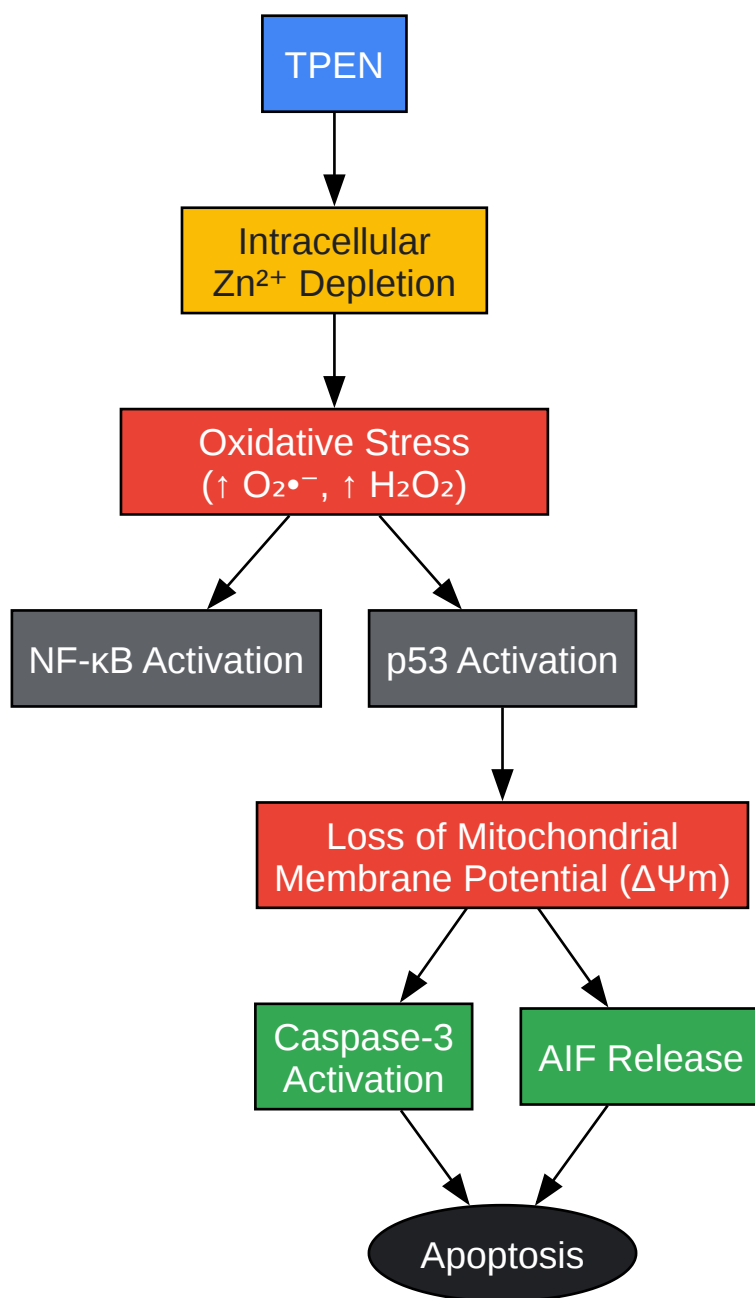 TPEN
Intracellular
Zn²⁺ Depletion
Oxidative Stress
(↑ O₂•⁻, ↑ H₂O₂)
NF-κB Activation
p53 Activation
Loss of Mitochondrial
Membrane Potential (ΔΨm)
Caspase-3
Activation
AIF Release
Apoptosis